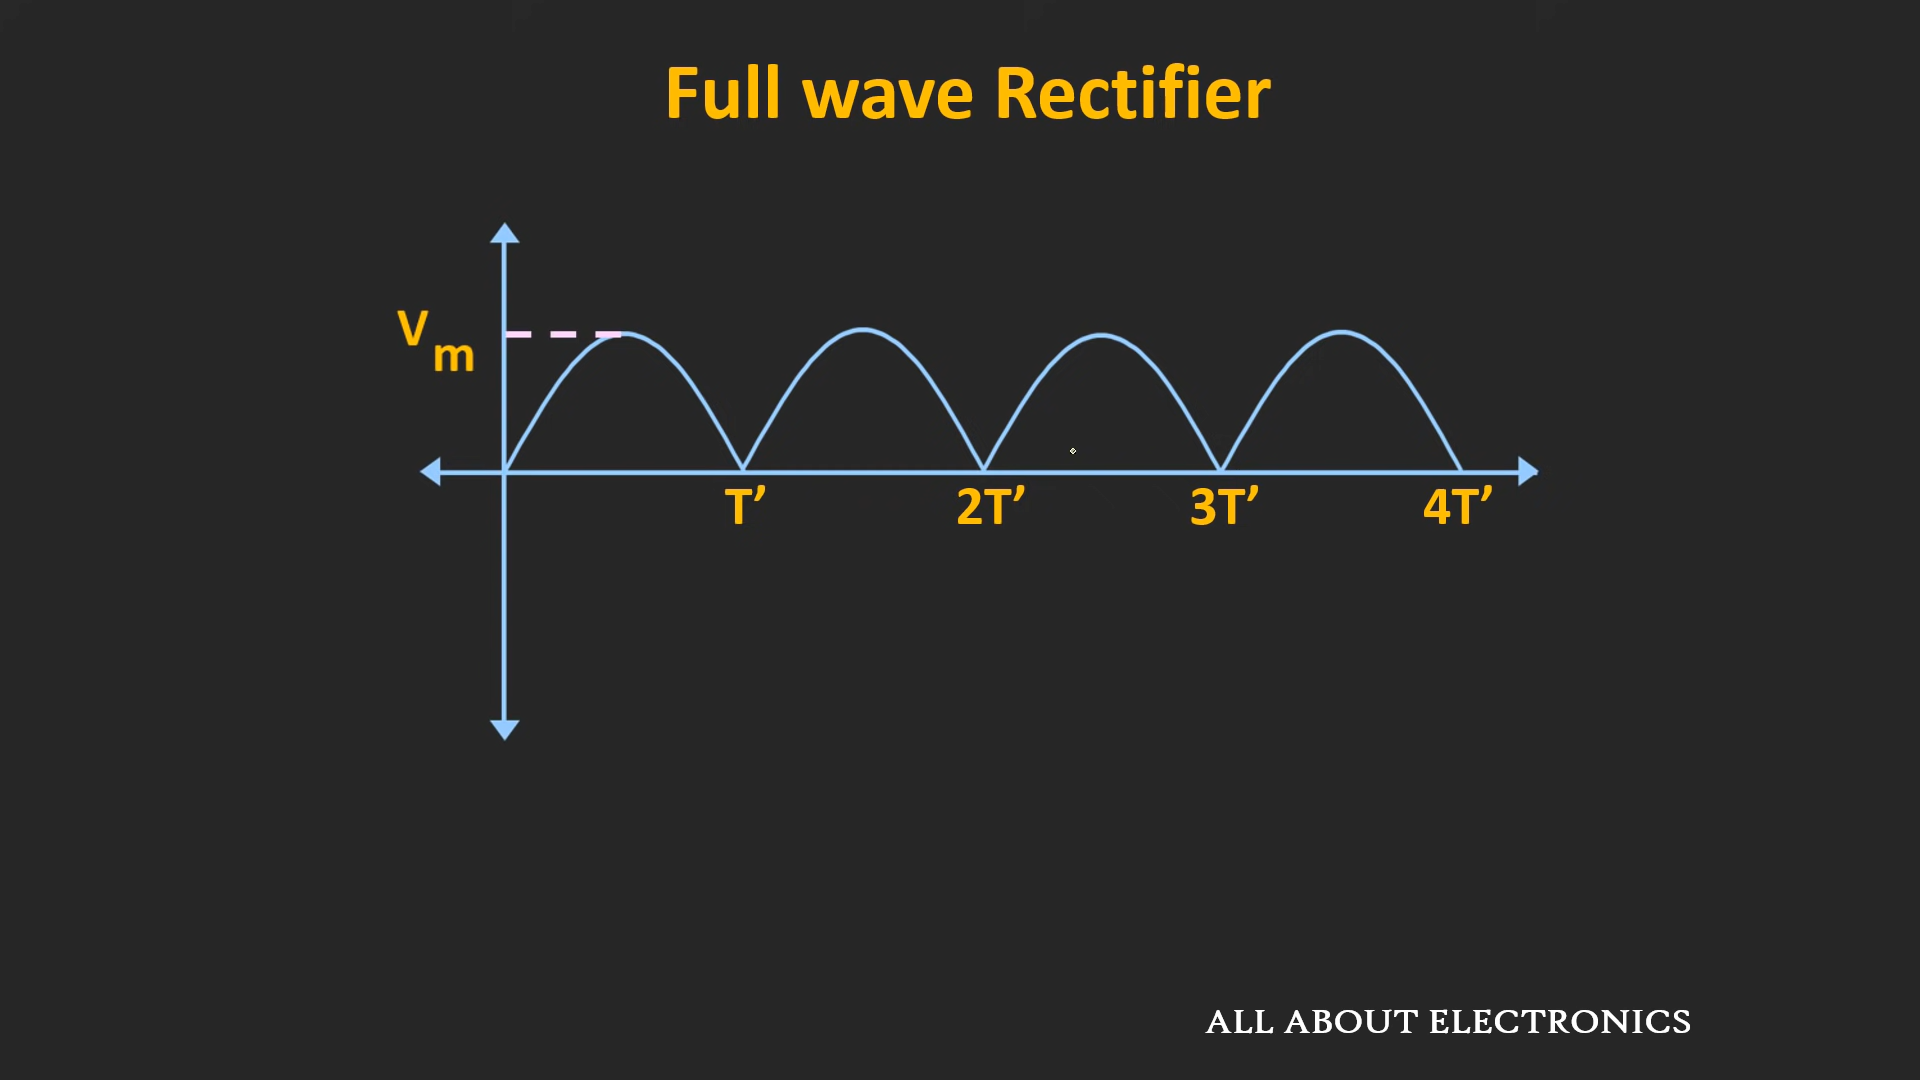 Full wave Rectifier
Vm
T’ 2T’ 3T’ 4T’
ALL ABOUT ELECTRONICS